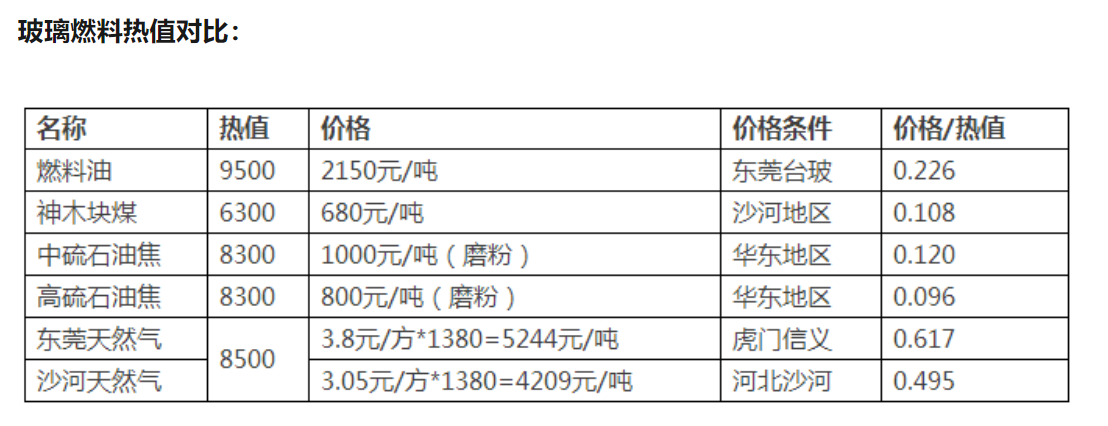 玻璃燃料热值对比：
名称 热值 价格 价格条件 价格/热值
燃料油 9500 2150元/吨 东莞台玻 0.226
神木块煤 6300 680元/吨 沙河地区 0.108
中硫石油焦 8300 1000元/吨（磨粉） 华东地区 0.120
高硫石油焦 8300 800元/吨（磨粉） 华东地区 0.096
东莞天然气 8500 3.8元/方*1380=5244元/吨 虎门信义 0.617
沙河天然气 3.05元/方*1380=4209元/吨 河北沙河 0.495